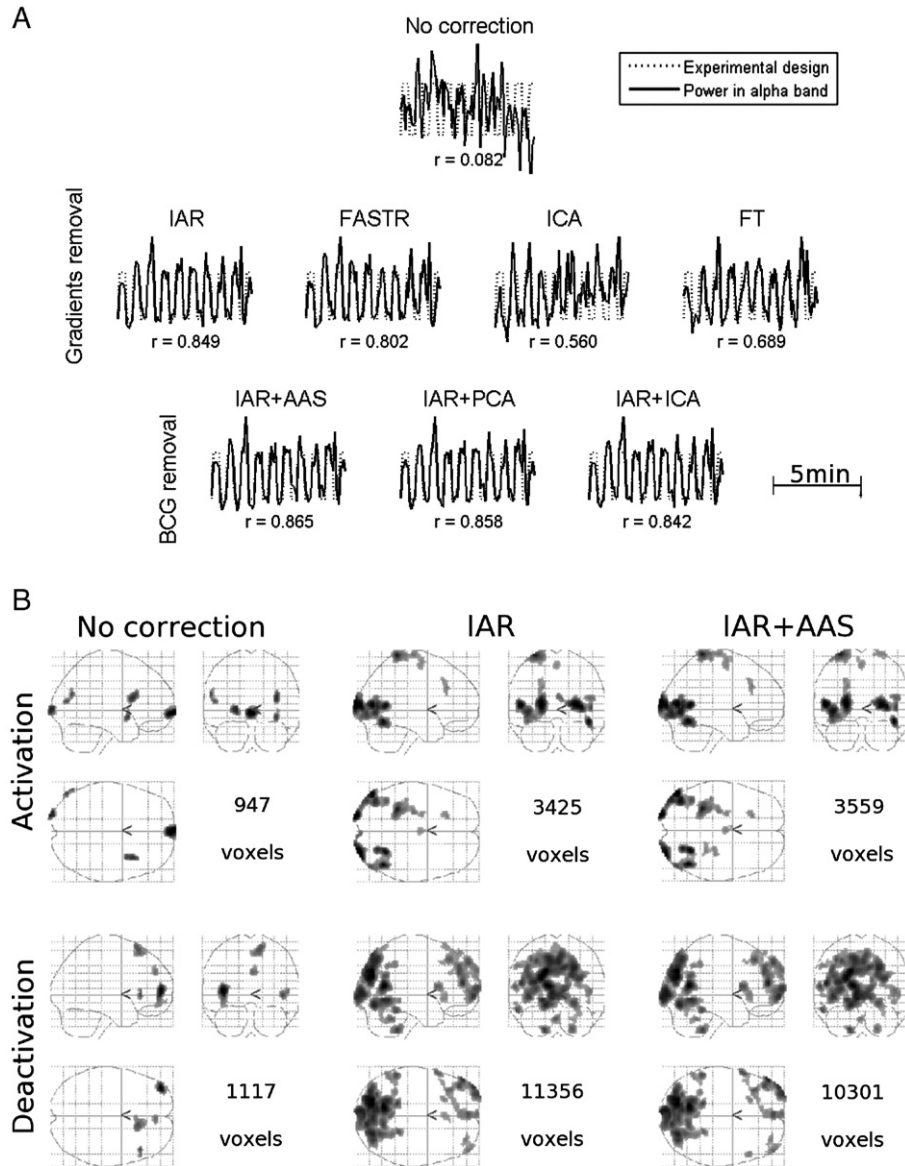 A
No correction
Experimental design
Power in alpha band
r = 0.082
Gradients removal
IAR
FASTR
ICA
FT
r = 0.849
r = 0.802
r = 0.560
r = 0.689
BCG removal
IAR+AAS
IAR+PCA
IAR+ICA
5min
r = 0.865
r = 0.858
r = 0.842
B
No correction
IAR
IAR+AAS
Activation
<
<
<
<
<
<
947
voxels
<
3425
voxels
<
3559
voxels
<
Deactivation
<
<
<
<
<
<
1117
voxels
<
11356
voxels
<
10301
voxels
<